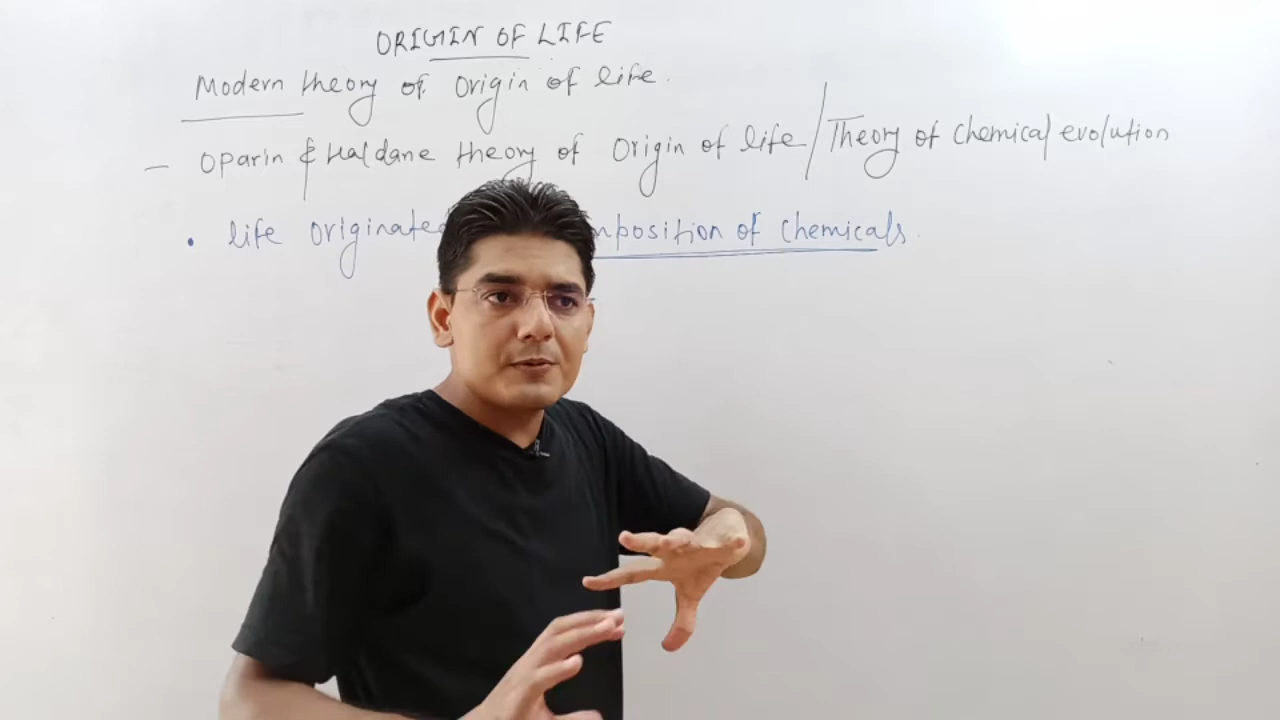 ORIGIN OF LIFE
Modern theory of Origin of life.
– Oparin & Haldane theory of Origin of life / Theory of Chemical evolution
• life originated mposition of chemicals.